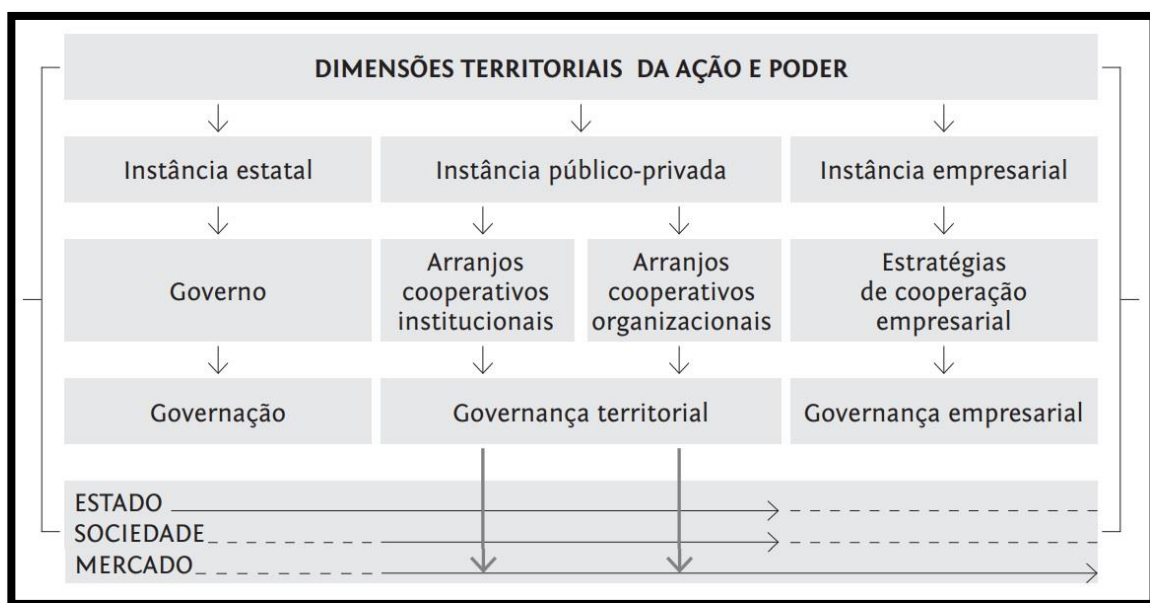 DIMENSÕES TERRITORIAIS DA AÇÃO E PODER
Instância estatal
Instância público-privada
Instância empresarial
Governo
Arranjos
cooperativos
institucionais
Arranjos
cooperativos
organizacionais
Estratégias
de cooperação
empresarial
Governação
Governança territorial
Governança empresarial
ESTADO
SOCIEDADE
MERCADO